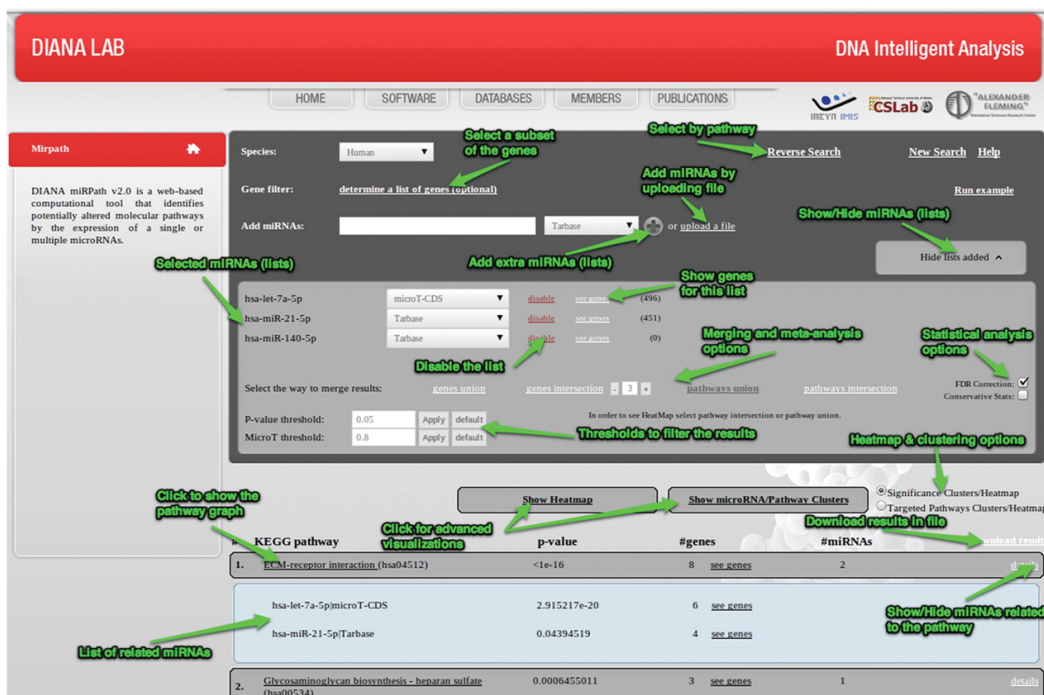 DIANA LAB
DNA Intelligent Analysis
HOME SOFTWARE DATABASES MEMBERS PUBLICATIONS
IMIS
CSLab
"ALEXANDER FLEMING"
Mirpath
DIANA miRPath v2.0 is a web-based
computational tool that identifies
potentially altered molecular pathways
by the expression of a single or
multiple microRNAs.
Select a subset
of the genes
Select by pathway
Species: Human
Reverse Search New Search Help
Gene filter: determine a list of genes (optional)
Add miRNAs by
uploading file
Run example
Add miRNAs: Tarbase or upload a file
Show/Hide miRNAs (lists)
Selected miRNAs (lists)
Add extra miRNAs (lists)
Hide lists added
Show genes
for this list
hsa-let-7a-5p microT-CDS disable see genes (496)
hsa-miR-21-5p Tarbase disable see genes (451)
hsa-miR-140-5p Tarbase disable see genes (0)
Merging and meta-analysis
options
Statistical analysis
options
Disable the list
Select the way to merge results: genes union genes intersection - 3 + pathways union pathways intersection
FDR Correction:
Conservative Stats:
P-value threshold: 0.05 Apply default
In order to see HeatMap select pathway intersection or pathway union.
MicroT threshold: 0.8 Apply default
Thresholds to filter the results
Heatmap & clustering options
Click to show the
pathway graph
Show Heatmap
Show microRNA/Pathway Clusters
Significance Clusters/Heatmap
Targeted Pathways Clusters/Heatmap
Click for advanced
visualizations
Download results in file
# KEGG pathway p-value #genes #miRNAs
1. ECM-receptor interaction (hsa04512) <1e-16 8 see genes 2 details
hsa-let-7a-5p|microT-CDS 2.915217e-20 6 see genes
hsa-miR-21-5p|Tarbase 0.04394519 4 see genes
Show/Hide miRNAs related
to the pathway
List of related miRNAs
2. Glycosaminoglycan biosynthesis - heparan sulfate
(hsa00534) 0.0006455011 3 see genes 1 details